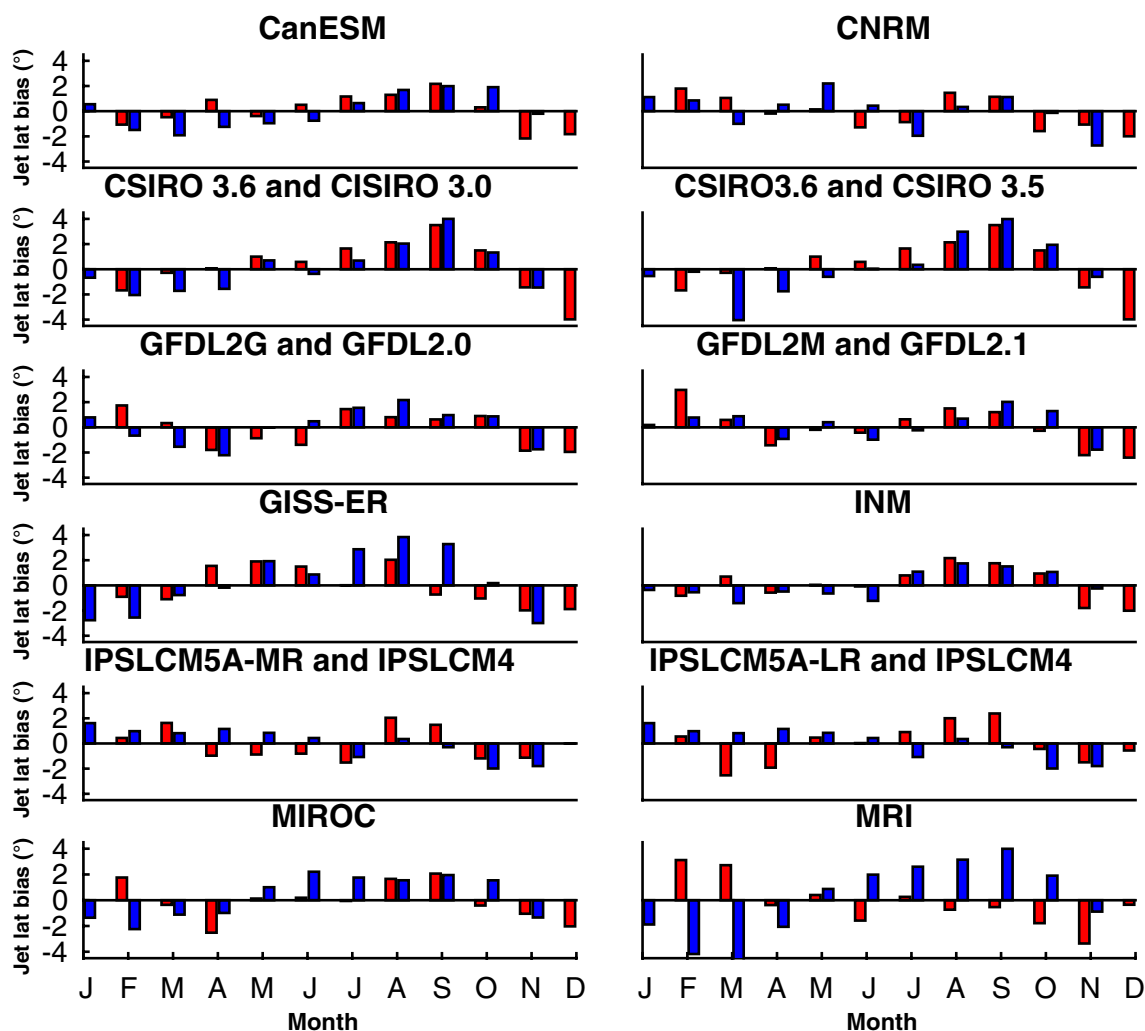 CanESM
CNRM
Jet lat bias (°)
4
2
0
-2
-4
CSIRO 3.6 and CISIRO 3.0
CSIRO3.6 and CSIRO 3.5
Jet lat bias (°)
4
2
0
-2
-4
GFDL2G and GFDL2.0
GFDL2M and GFDL2.1
Jet lat bias (°)
4
2
0
-2
-4
GISS-ER
INM
Jet lat bias (°)
4
2
0
-2
-4
IPSLCM5A-MR and IPSLCM4
IPSLCM5A-LR and IPSLCM4
Jet lat bias (°)
4
2
0
-2
-4
MIROC
MRI
Jet lat bias (°)
4
2
0
-2
-4
J F M A M J J A S O N D
J F M A M J J A S O N D
Month
Month